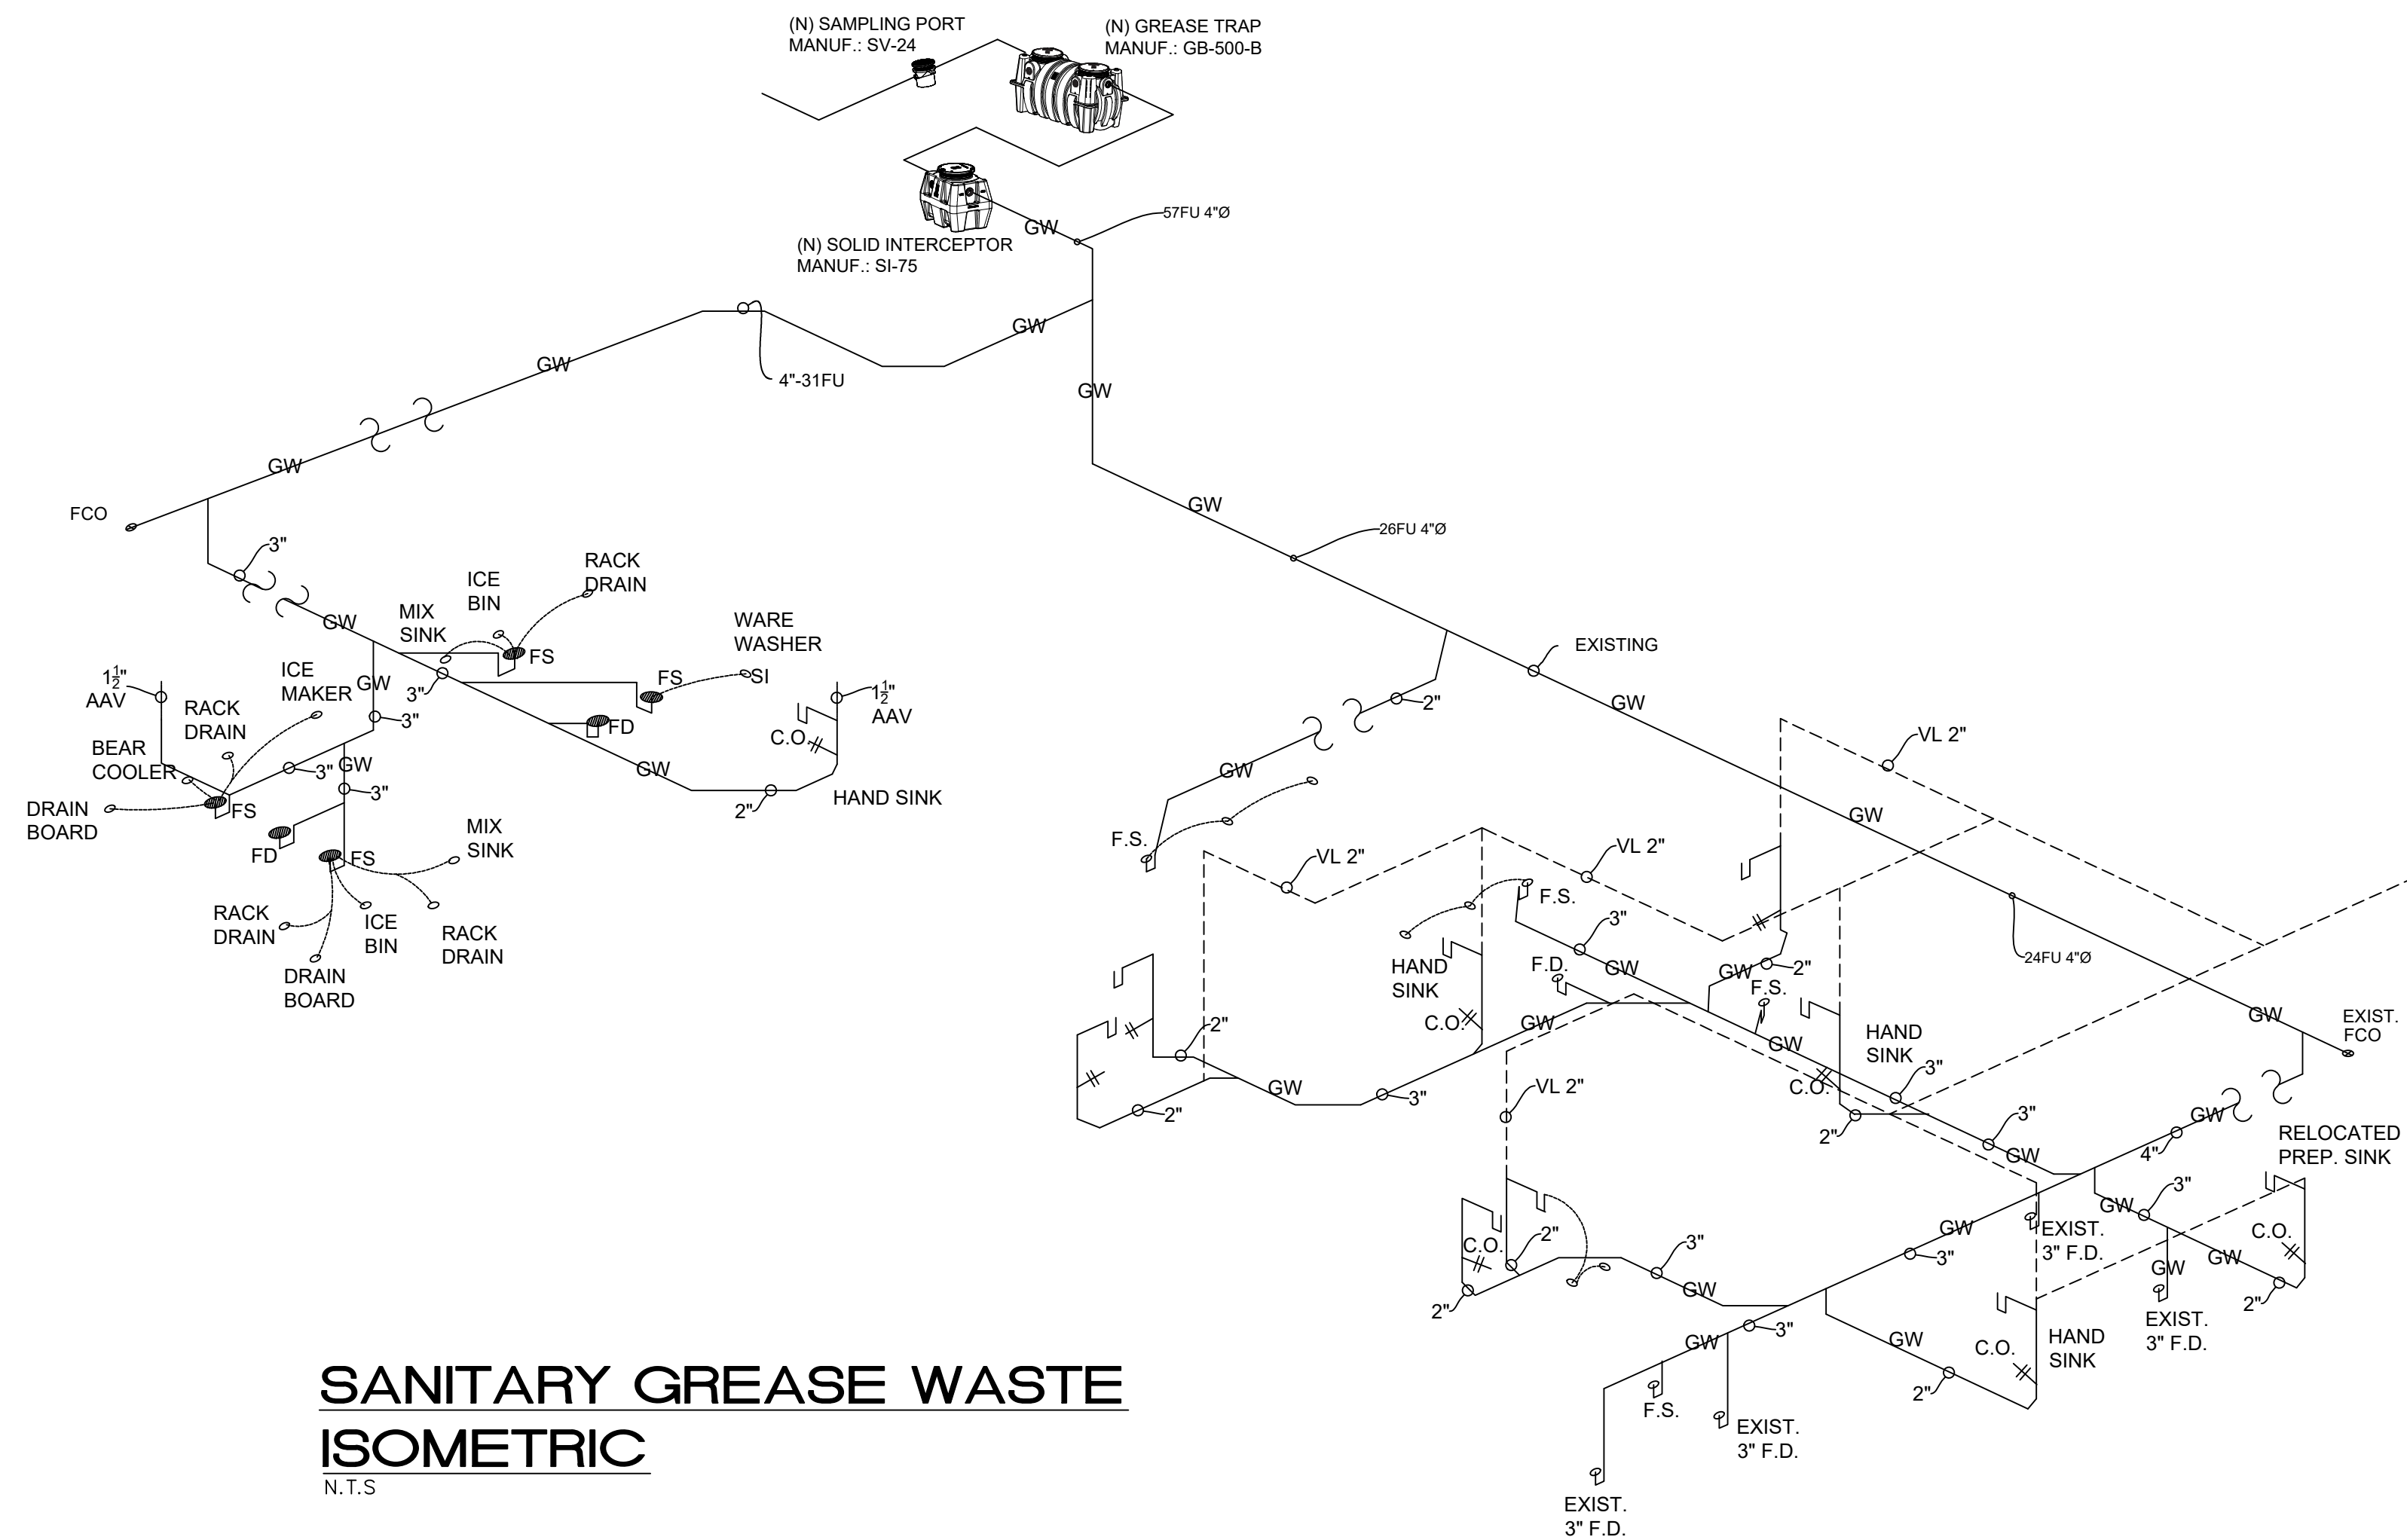 (N) SAMPLING PORT
MANUF.: SV-24
(N) GREASE TRAP
MANUF.: GB-500-B
57FU 4"Ø
GW
(N) SOLID INTERCEPTOR
MANUF.: SI-75
GW
GW
4"-31FU
GW
GW
GW
FCO
26FU 4"Ø
3"
RACK
DRAIN
ICE
BIN
MIX
SINK
GW
WARE
WASHER
FS
FS
SI
3"
FD
1½"
AAV
C.O.
GW
2"
HAND SINK
1½"
AAV
ICE
MAKER
GW
RACK
DRAIN
3"
BEAR
COOLER
3"
GW
3"
DRAIN
BOARD
FS
FD
FS
MIX
SINK
RACK
DRAIN
ICE
BIN
RACK
DRAIN
DRAIN
BOARD
EXISTING
2"
GW
GW
VL 2"
GW
F.S.
VL 2"
VL 2"
F.S.
3"
HAND
SINK
F.D.
GW
GW
2"
F.S.
24FU 4"Ø
GW
EXIST.
FCO
2"
C.O.
GW
GW
HAND
SINK
3"
C.O.
2"
GW
3"
2"
VL 2"
3"
GW
GW
4"
RELOCATED
PREP. SINK
3"
GW
C.O.
2"
C.O.
3"
GW
EXIST.
3" F.D.
GW
GW
2"
3"
GW
2"
EXIST.
3" F.D.
3"
GW
GW
C.O.
HAND
SINK
2"
F.S.
EXIST.
3" F.D.
EXIST.
3" F.D.
SANITARY GREASE WASTE
ISOMETRIC
N.T.S